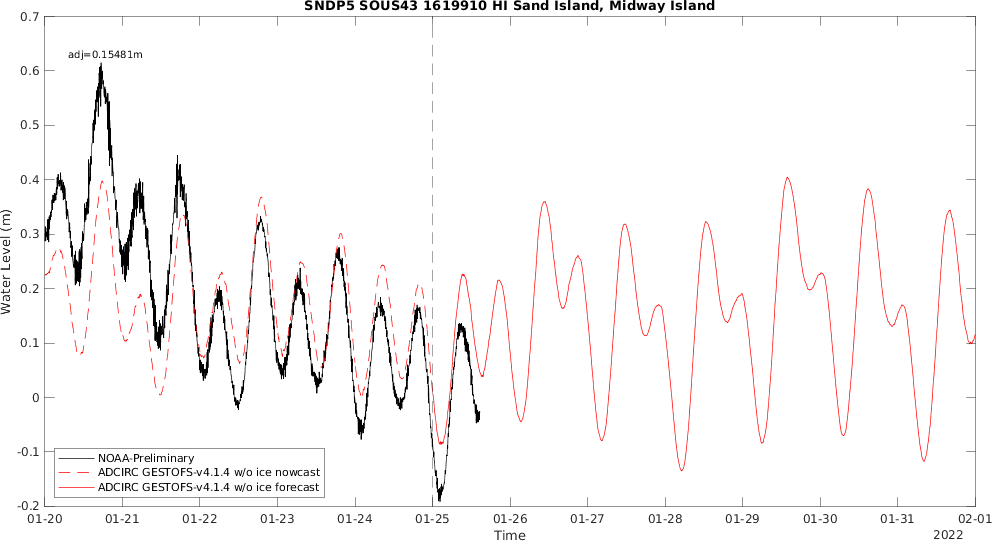 SNDP5 SOUS43 1619910 HI Sand Island, Midway Island
adj=0.15481m
0.7
0.6
0.5
0.4
0.3
0.2
0.1
0
-0.1
-0.2
Water Level (m)
NOAA-Preliminary
ADCIRC GESTOFS-v4.1.4 w/o ice nowcast
ADCIRC GESTOFS-v4.1.4 w/o ice forecast
01-20 01-21 01-22 01-23 01-24 01-25 01-26 01-27 01-28 01-29 01-30 01-31 02-01
Time
2022